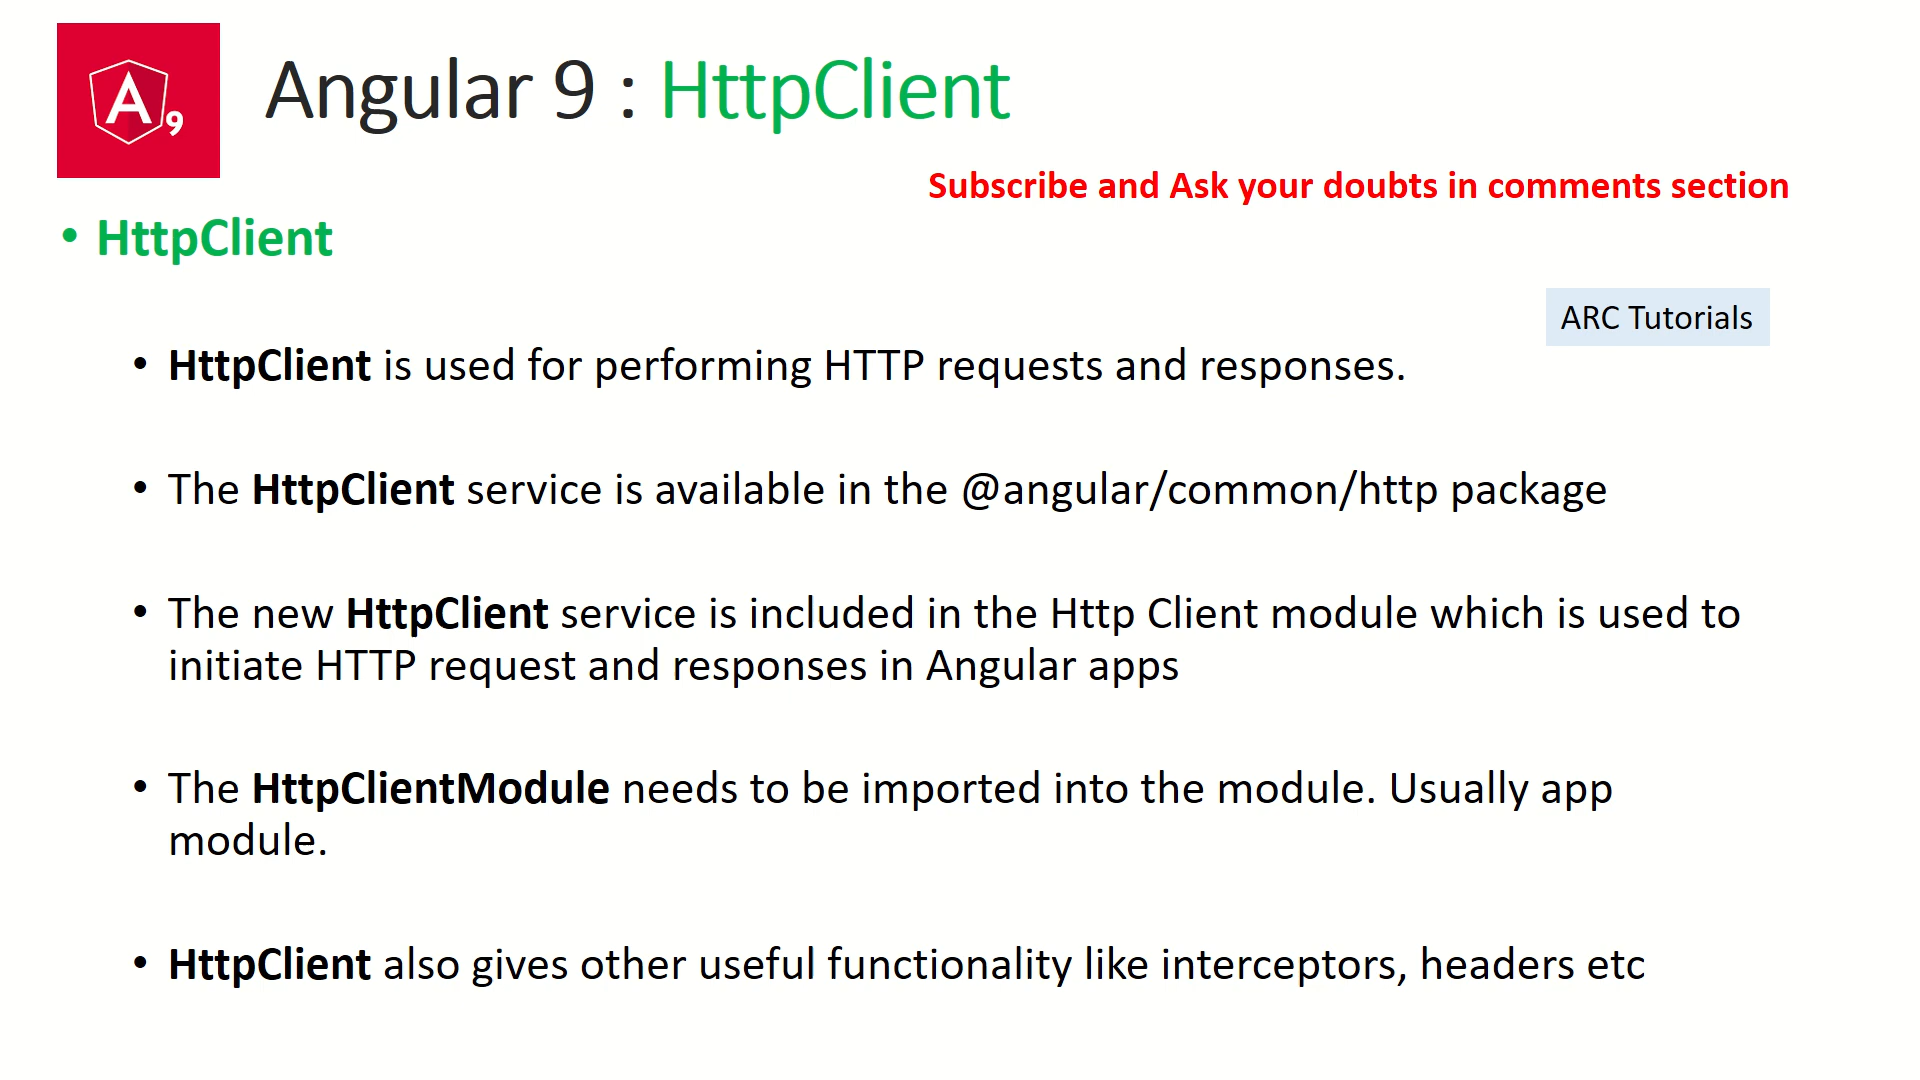 A9
Angular 9 : HttpClient
Subscribe and Ask your doubts in comments section
• HttpClient
ARC Tutorials
• HttpClient is used for performing HTTP requests and responses.
• The HttpClient service is available in the @angular/common/http package
• The new HttpClient service is included in the Http Client module which is used to
initiate HTTP request and responses in Angular apps
• The HttpClientModule needs to be imported into the module. Usually app
module.
• HttpClient also gives other useful functionality like interceptors, headers etc